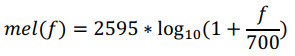 mel(f) = 2595 * log₁₀(1 + f/700)